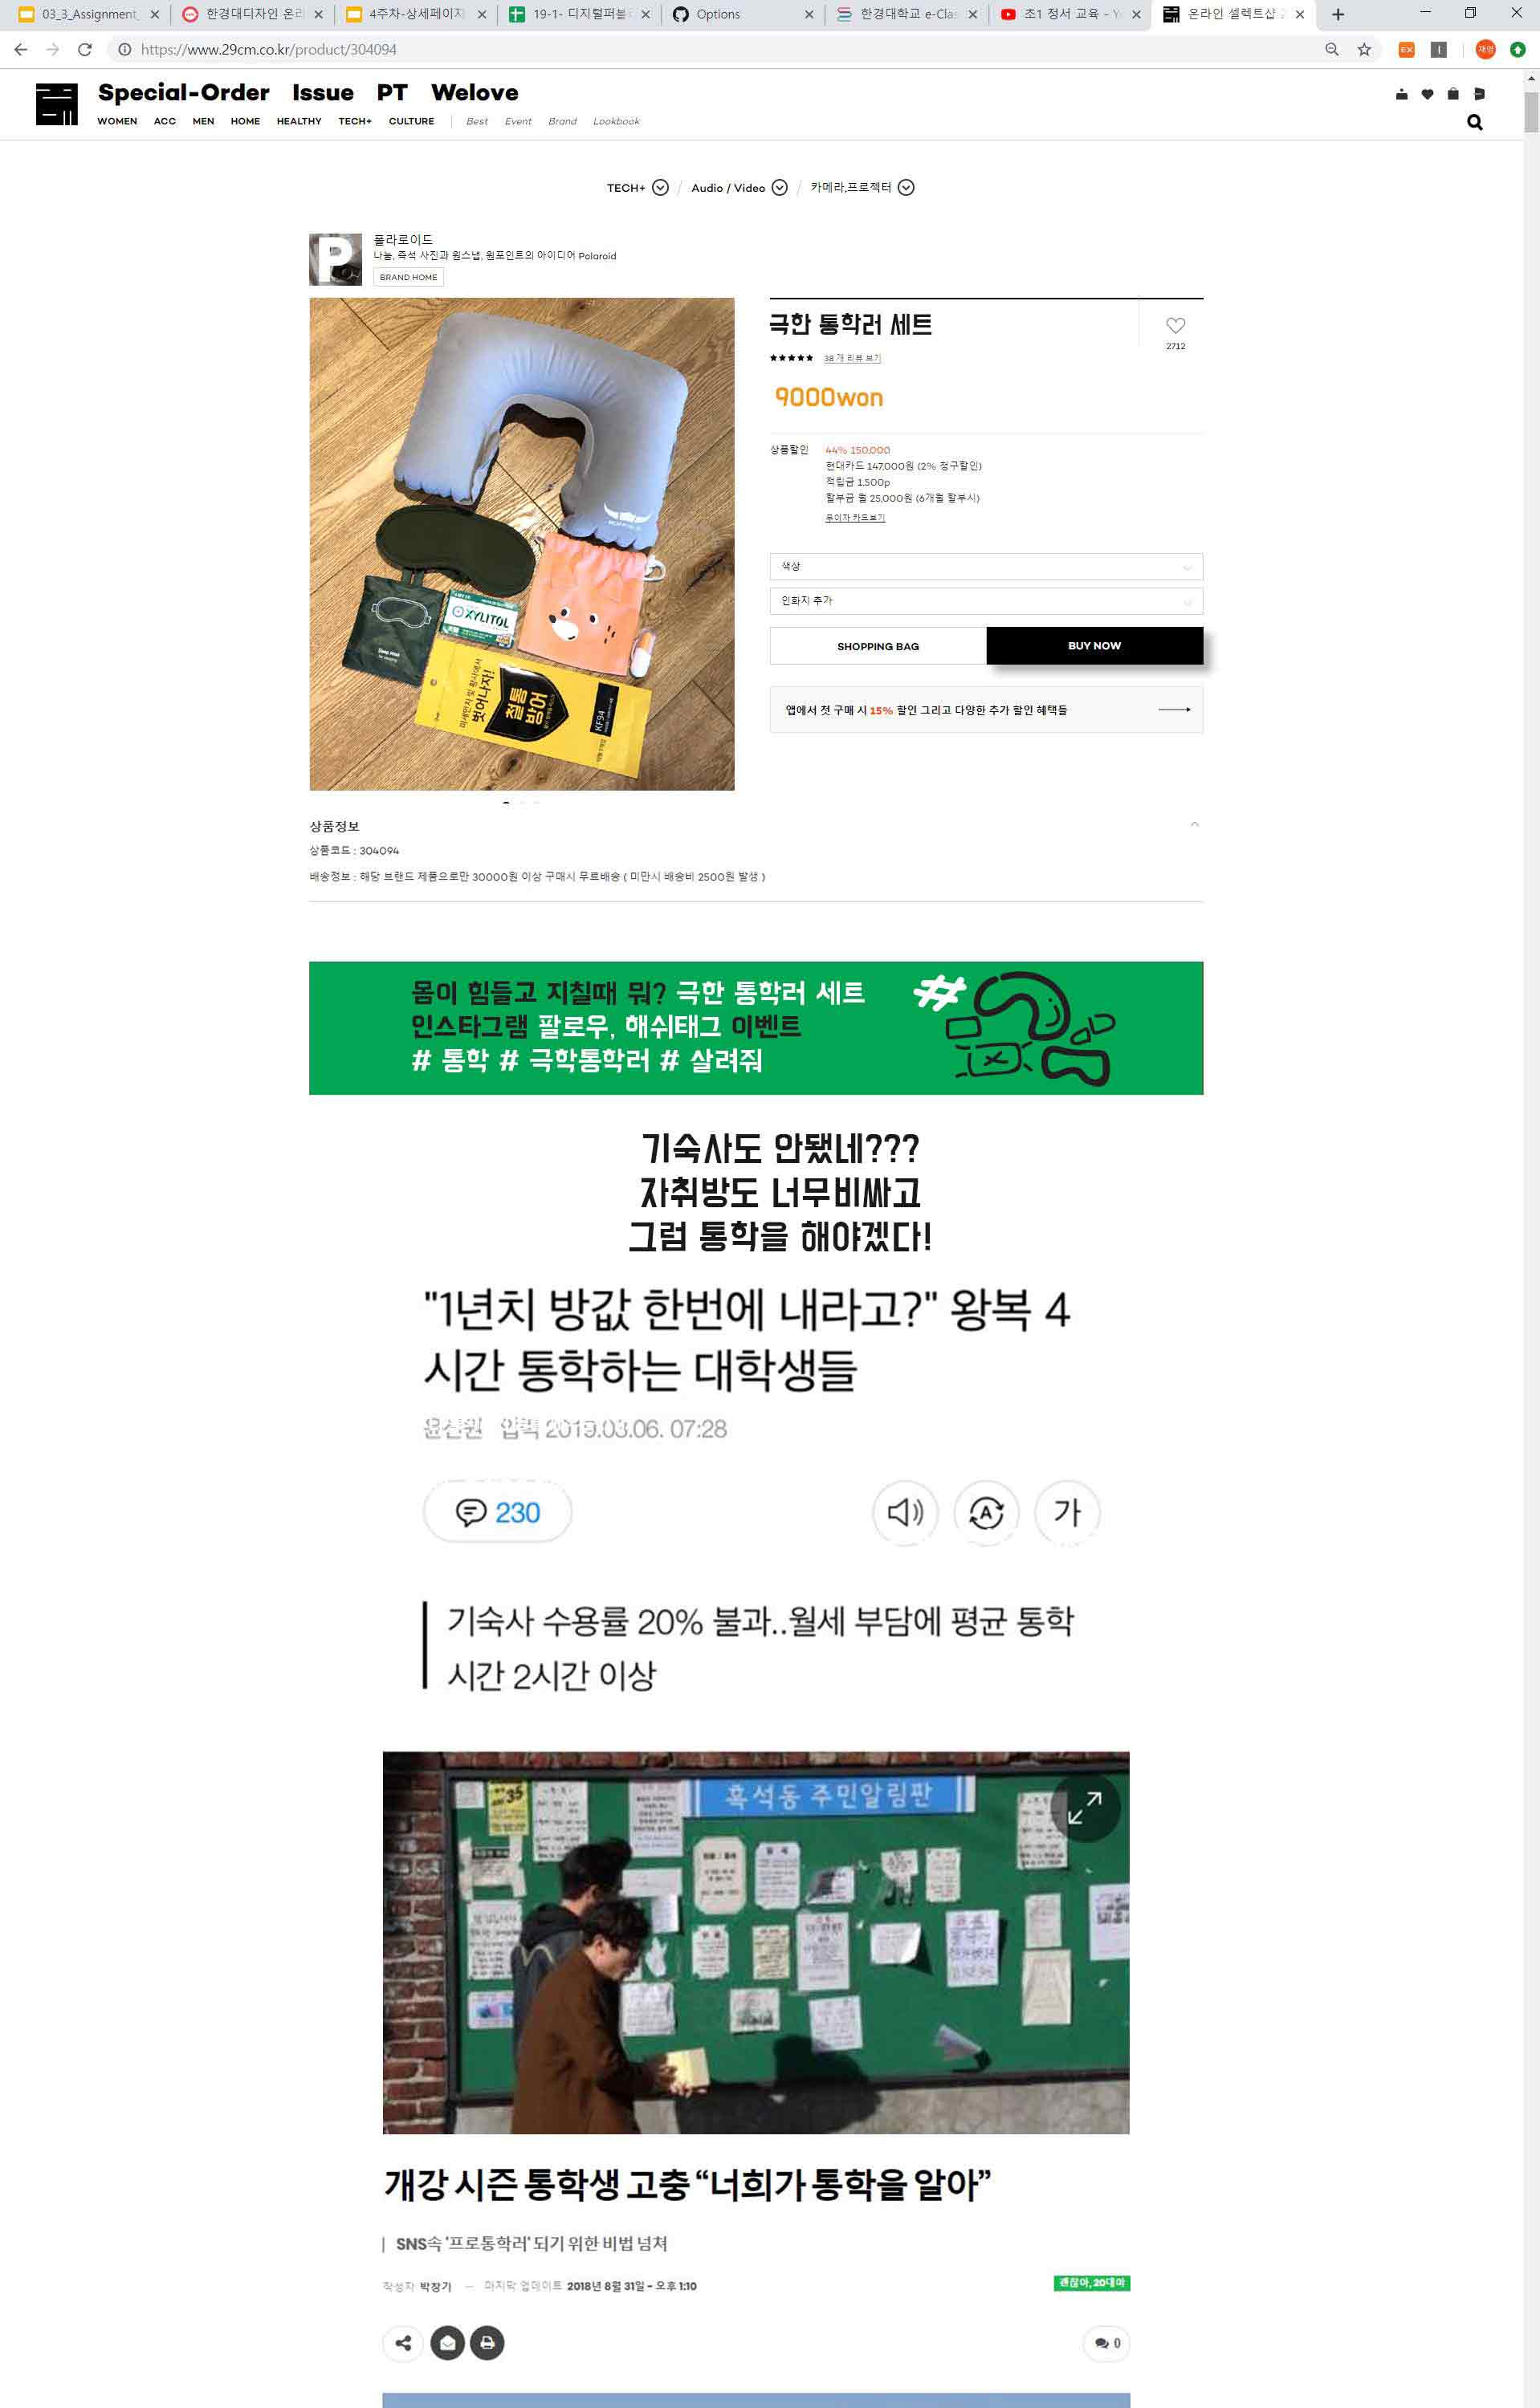 03_3_Assignment_
한경대디자인 온라
4주차-상세페이지
19-1- 디지털퍼블
Options
한경대학교 e-Clas
조1 정서 교육 - Yo
온라인 셀렉트샵
https://www.29cm.co.kr/product/304094
Special-Order Issue PT Welove
WOMEN ACC MEN HOME HEALTHY TECH+ CULTURE Best Event Brand Lookbook
TECH+ / Audio / Video / 카메라,프로젝터
P
폴라로이드
나눔, 즉석 사진과 원스냅, 원포인트의 아이디어 Polaroid
BRAND HOME
XYLITOL
미세먼지 및 황사에서
벗어나자!
철통
방어
KF94
극한 통학러 세트
2712
38 개 리뷰 보기
9000won
상품할인 44% 150,000
현대카드 147,000원 (2% 청구할인)
적립금 1,500p
할부금 월 25,000원 (6개월 할부시)
무이자 카드보기
색상
인화지 추가
SHOPPING BAG
BUY NOW
앱에서 첫 구매 시 15% 할인 그리고 다양한 추가 할인 혜택들
상품정보
상품코드 : 304094
배송정보 : 해당 브랜드 제품으로만 30000원 이상 구매시 무료배송 ( 미만시 배송비 2500원 발생 )
몸이 힘들고 지칠때 뭐? 극한 통학러 세트
인스타그램 팔로우, 해쉬태그 이벤트
# 통학 # 극학통학러 # 살려줘
#
기숙사도 안됐네???
자취방도 너무비싸고
그럼 통학을 해야겠다!
"1년치 방값 한번에 내라고?" 왕복 4
시간 통학하는 대학생들
입력 2019.03.06. 07:28
230
가
기숙사 수용률 20% 불과..월세 부담에 평균 통학
시간 2시간 이상
흑석동 주민알림판
35
개강 시즌 통학생 고충 “너희가 통학을 알아”
SNS속 ‘프로통학러’ 되기 위한 비법 넘쳐
작성자 박창기 — 마지막 업데이트 2018년 8월 31일 - 오후 1:10
괜찮아, 20대야
0